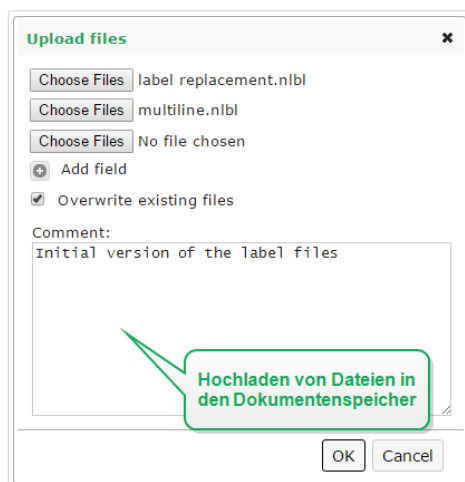 Upload files
Choose Files label replacement.nlbl
Choose Files multiline.nlbl
Choose Files No file chosen
Add field
Overwrite existing files
Comment:
Initial version of the label files
Hochladen von Dateien in
den Dokumentenspeicher
OK Cancel